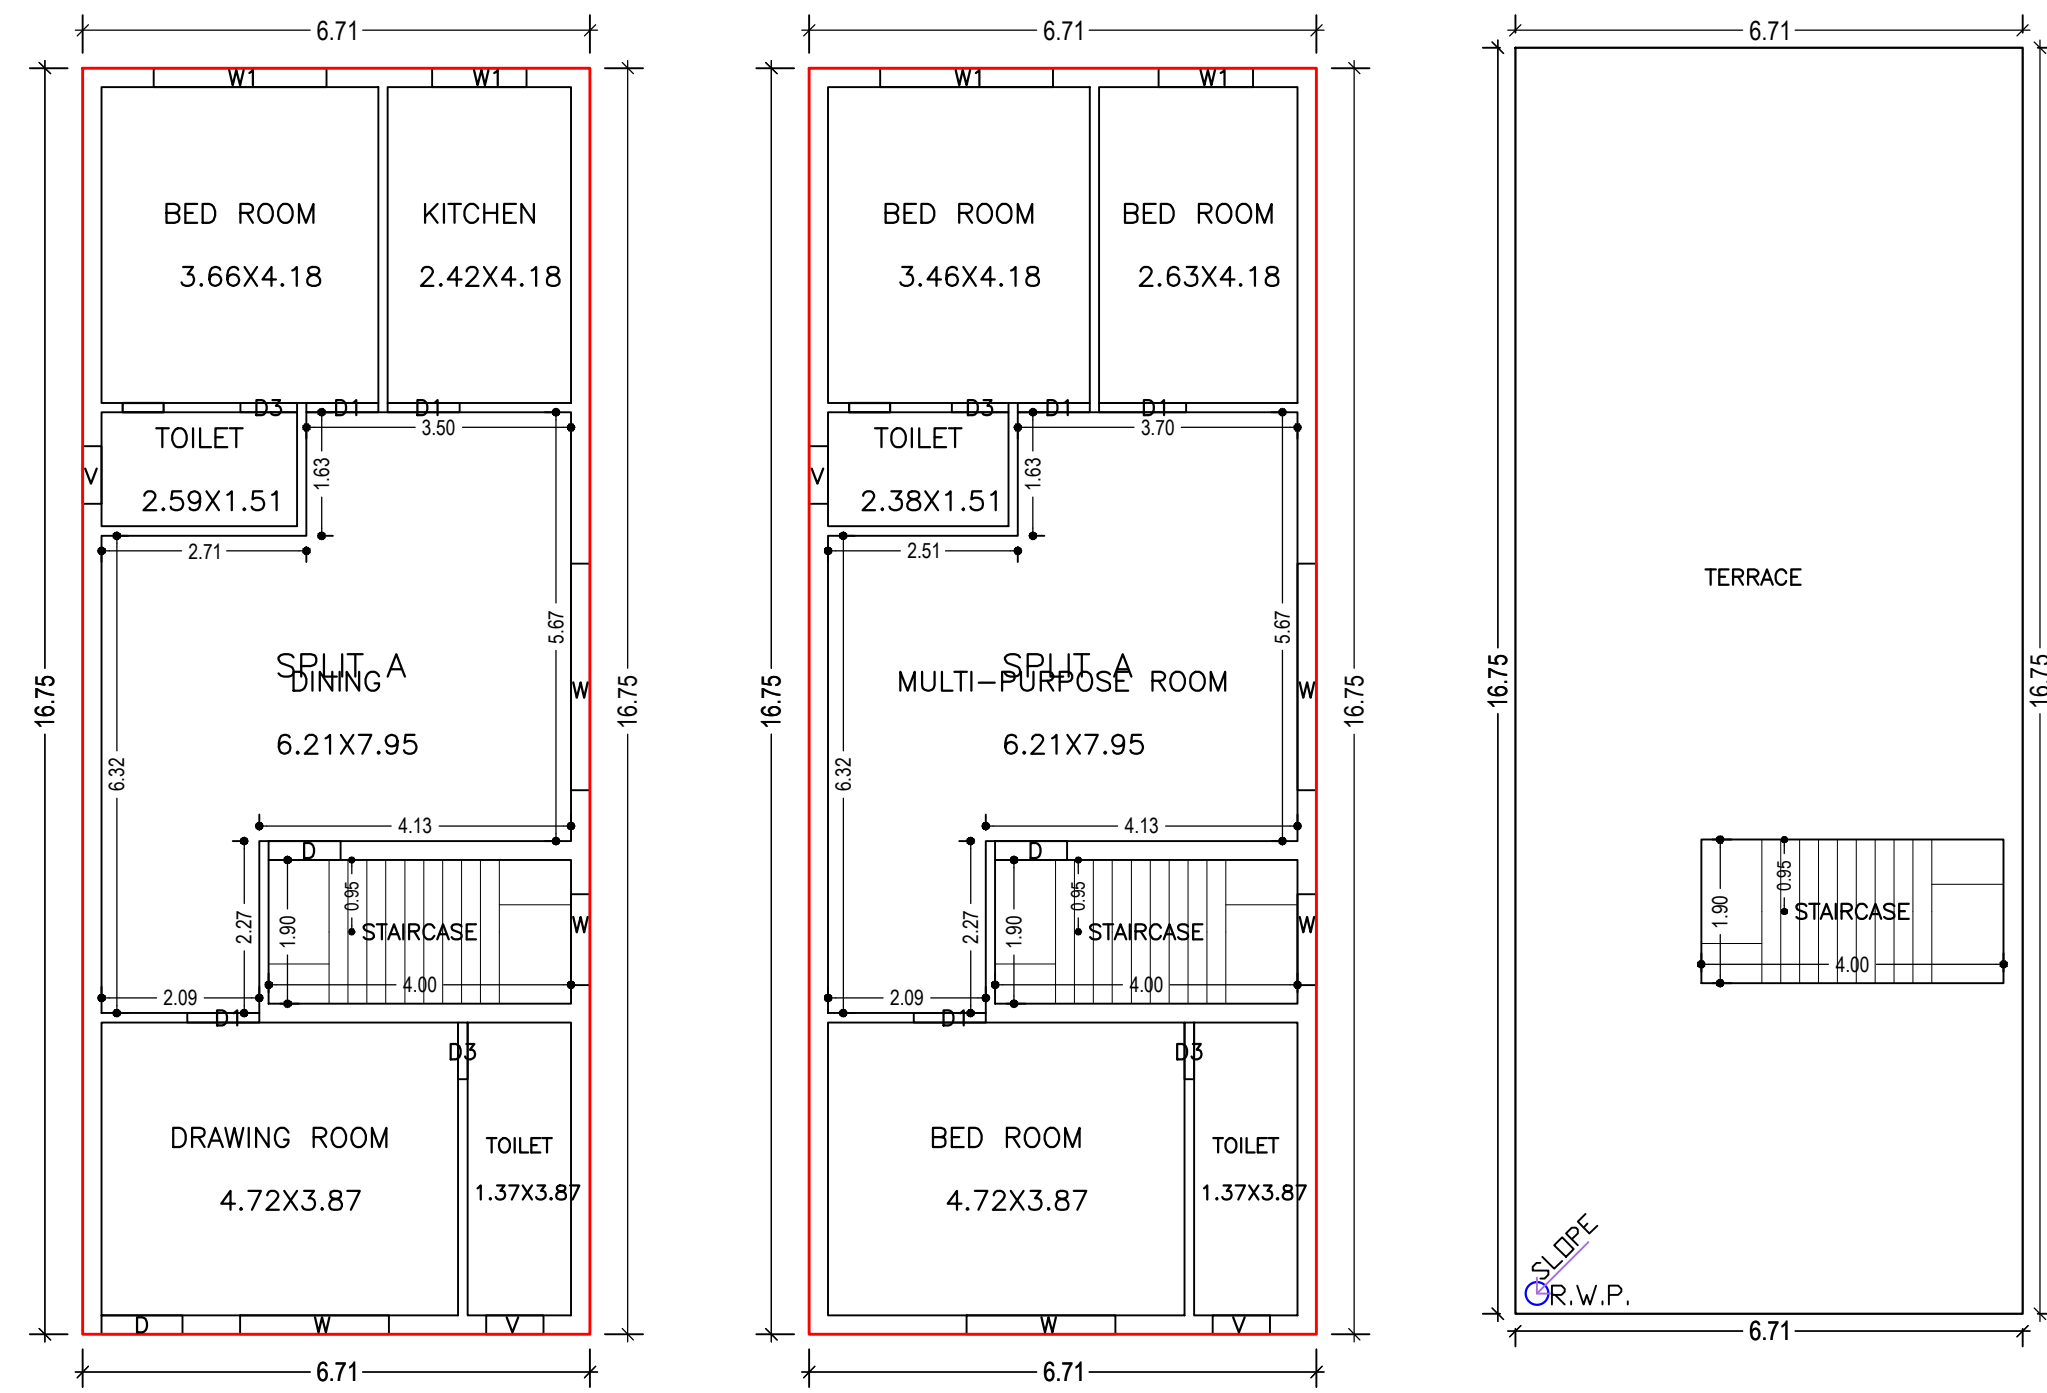 6.71
W1
W1
BED ROOM
3.66X4.18
KITCHEN
2.42X4.18
D3
D1
D1
TOILET
2.59X1.51
V
3.50
1.63
2.71
5.67
SPLIT A
DINING
6.21X7.95
W
16.75
16.75
6.32
4.13
D
0.95
1.90
2.27
STAIRCASE
W
4.00
2.09
D1
D3
DRAWING ROOM
4.72X3.87
TOILET
1.37X3.87
D
W
V
6.71
6.71
W1
W1
BED ROOM
3.46X4.18
BED ROOM
2.63X4.18
D3
D1
D1
TOILET
2.38X1.51
V
3.70
1.63
2.51
5.67
SPLIT A
MULTI-PURPOSE ROOM
6.21X7.95
W
16.75
16.75
6.32
4.13
D
0.95
1.90
2.27
STAIRCASE
W
4.00
2.09
D1
D3
BED ROOM
4.72X3.87
TOILET
1.37X3.87
W
V
6.71
6.71
TERRACE
16.75
16.75
0.95
1.90
STAIRCASE
4.00
SLOPE
R.W.P.
6.71